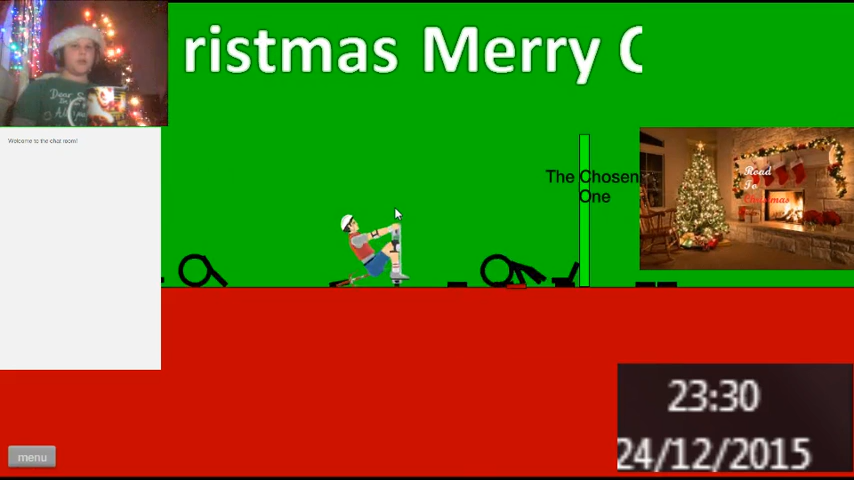 ristmas Merry C
Dear S
Welcome to the chat room!
Road
To
Christmas
The Chosen
One
23:30
24/12/2015
menu